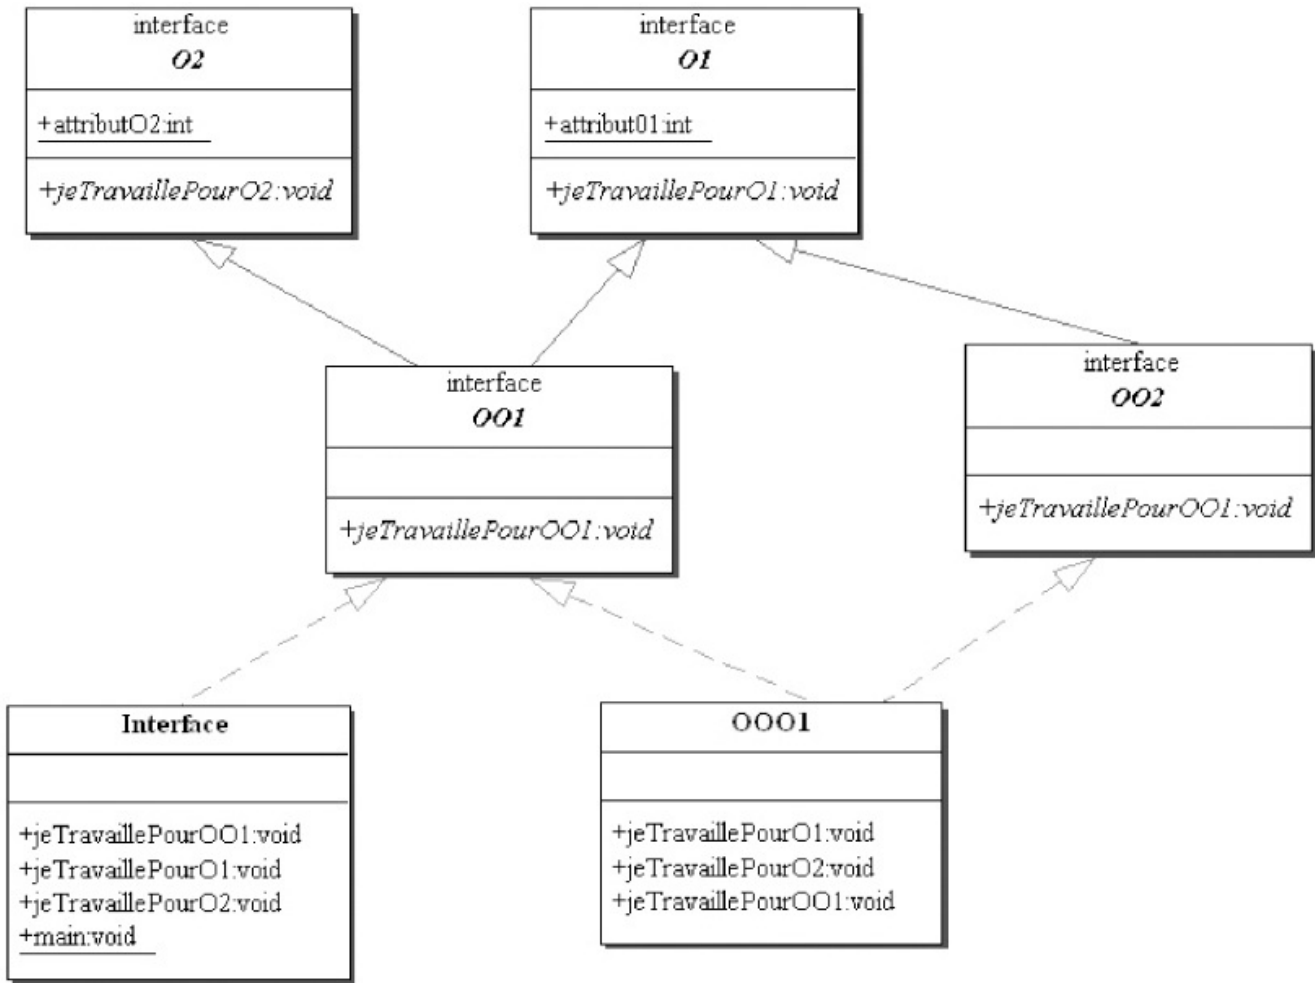 interface
O2
+attributO2:int
+jeTravaillePourO2:void
interface
O1
+attribut01:int
+jeTravaillePourO1:void
interface
OO1
+jeTravaillePourOO1:void
interface
OO2
+jeTravaillePourOO1:void
Interface
+jeTravaillePourOO1:void
+jeTravaillePourO1:void
+jeTravaillePourO2:void
+main:void
OOO1
+jeTravaillePourO1:void
+jeTravaillePourO2:void
+jeTravaillePourOO1:void